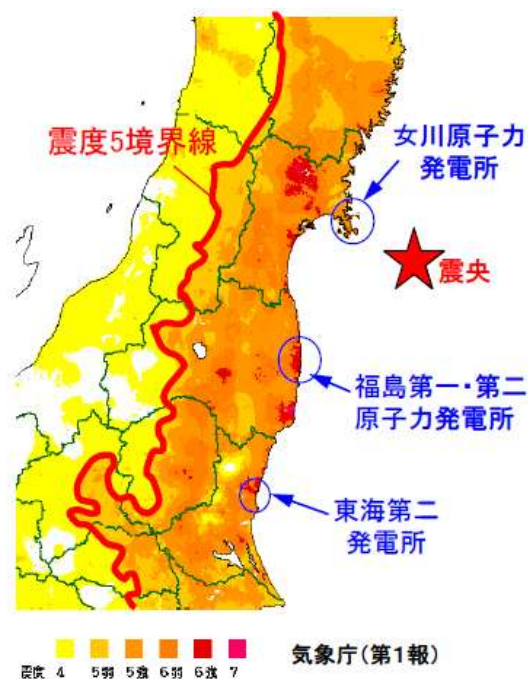 震度5境界線
女川原子力
発電所
震央
福島第一・第二
原子力発電所
東海第二
発電所
気象庁(第1報)
震度 4 5弱 5強 6弱 6強 7